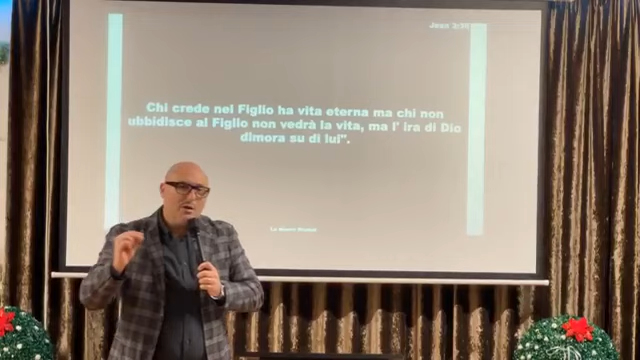 Chi crede nel Figlio ha vita eterna ma chi non
ubbidisce al Figlio non vedrà la vita, ma l' ira di Dio
dimora su di lui".